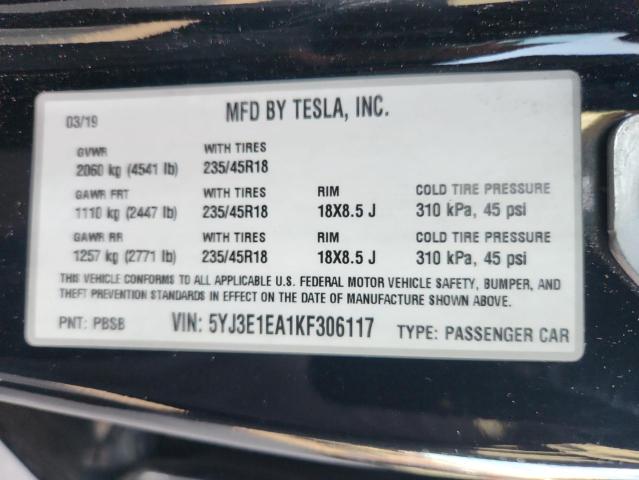 03/19 MFD BY TESLA, INC.
GVWR WITH TIRES
2060 kg (4541 lb) 235/45R18
GAWR FRT WITH TIRES RIM COLD TIRE PRESSURE
1110 kg (2447 lb) 235/45R18 18X8.5 J 310 kPa, 45 psi
GAWR RR WITH TIRES RIM COLD TIRE PRESSURE
1257 kg (2771 lb) 235/45R18 18X8.5 J 310 kPa, 45 psi
THIS VEHICLE CONFORMS TO ALL APPLICABLE U.S. FEDERAL MOTOR VEHICLE SAFETY, BUMPER, AND
THEFT PREVENTION STANDARDS IN EFFECT ON THE DATE OF MANUFACTURE SHOWN ABOVE.
PNT: PBSB VIN: 5YJ3E1EA1KF306117 TYPE: PASSENGER CAR